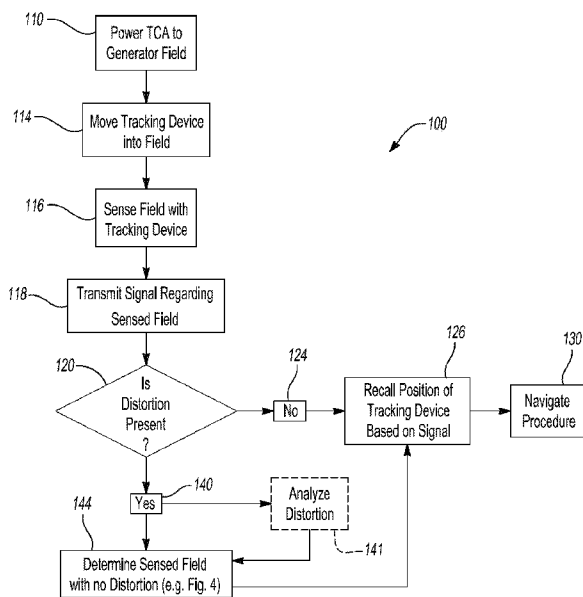 110
Power TCA to
Generator Field
114
Move Tracking Device
into Field
100
116
Sense Field with
Tracking Device
118
Transmit Signal Regarding
Sensed Field
120
Is
Distortion
Present
?
124
No
126
Recall Position of
Tracking Device
Based on Signal
130
Navigate
Procedure
140
Yes
Analyze
Distortion
141
144
Determine Sensed Field
with no Distortion (e.g. Fig. 4)